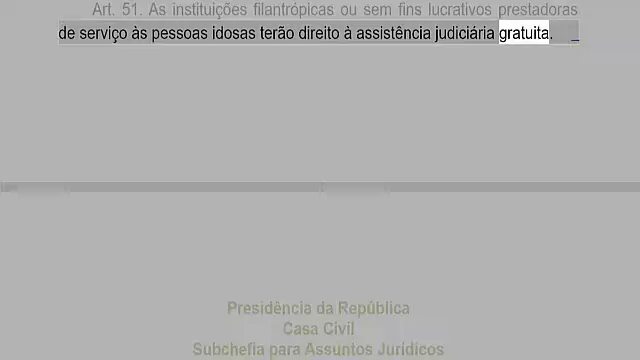 Art. 51. As instituições filantrópicas ou sem fins lucrativos prestadoras
de serviço às pessoas idosas terão direito à assistência judiciária gratuita.
Presidência da República
Casa Civil
Subchefia para Assuntos Jurídicos